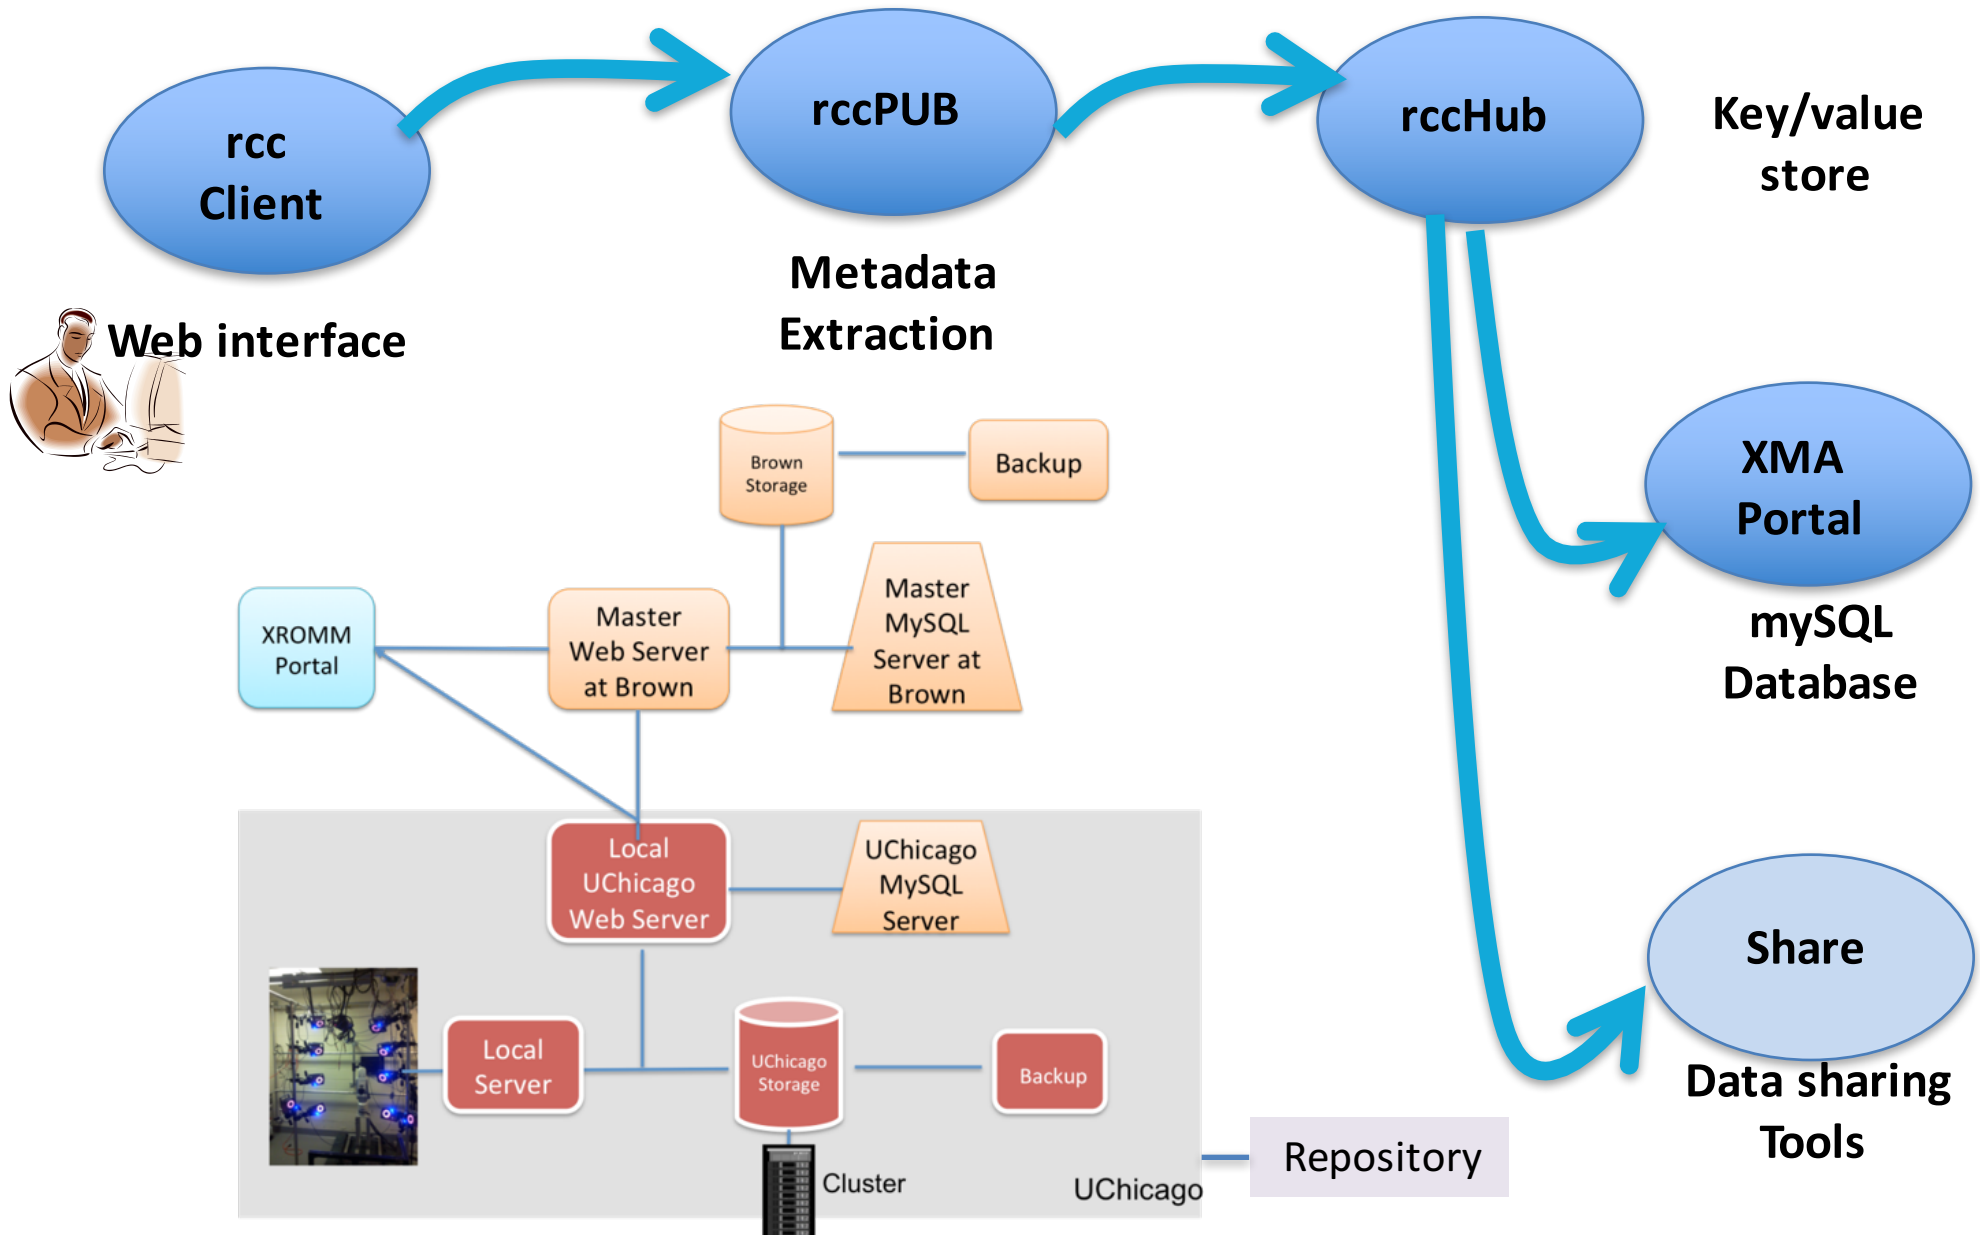 rcc
Client
rccPUB
rccHub
Key/value
store
Web interface
Metadata
Extraction
Brown
Storage
Backup
XMA
Portal
mySQL
Database
XROMM
Portal
Master
Web Server
at Brown
Master
MySQL
Server at
Brown
Local
UChicago
Web Server
UChicago
MySQL
Server
Share
Data sharing
Tools
Local
Server
UChicago
Storage
Backup
Cluster
UChicago
Repository